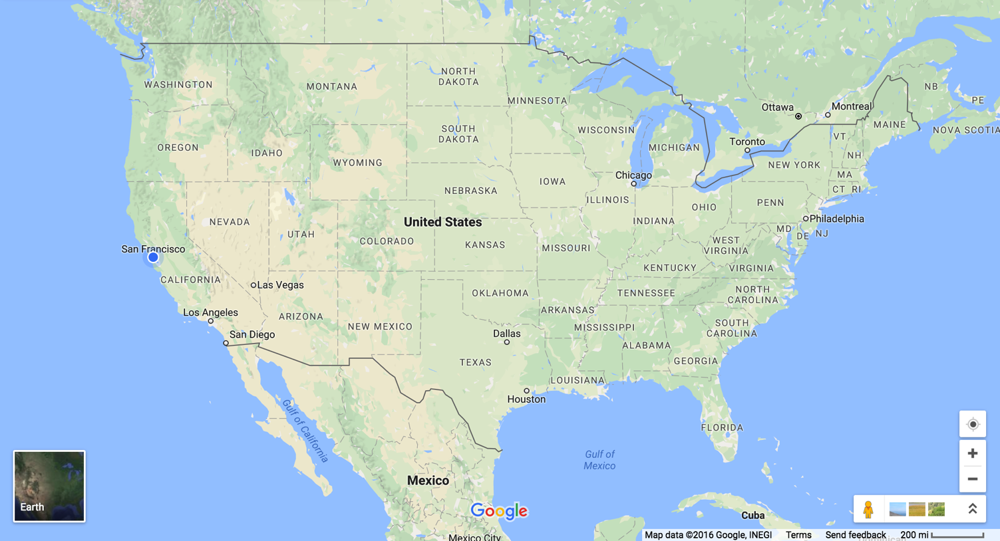 WASHINGTON
MONTANA
NORTH
DAKOTA
MINNESOTA
Ottawa
Montreal
NB
PE
MAINE
NOVA SCOTIA
OREGON
IDAHO
WYOMING
SOUTH
DAKOTA
WISCONSIN
MICHIGAN
Toronto
VT
NH
NEW YORK
MA
CT RI
Chicago
IOWA
NEBRASKA
ILLINOIS
INDIANA
OHIO
PENN
Philadelphia
MD
DE
NJ
NEVADA
UTAH
COLORADO
United States
KANSAS
MISSOURI
WEST
VIRGINIA
KENTUCKY
VIRGINIA
San Francisco
CALIFORNIA
Las Vegas
Los Angeles
San Diego
ARIZONA
NEW MEXICO
OKLAHOMA
ARKANSAS
TENNESSEE
NORTH
CAROLINA
SOUTH
CAROLINA
MISSISSIPPI
ALABAMA
GEORGIA
Dallas
TEXAS
LOUISIANA
Houston
FLORIDA
Gulf of California
Gulf of
Mexico
Mexico
Mexico City
Cuba
Dominican
Earth
Google
Map data ©2016 Google, INEGI Terms Send feedback 200 mi